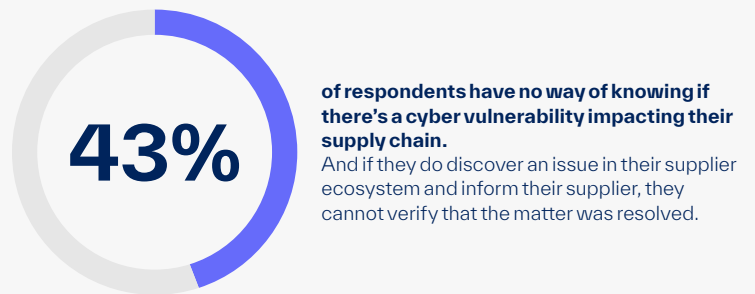 43%
of respondents have no way of knowing if
there's a cyber vulnerability impacting their
supply chain.
And if they do discover an issue in their supplier
ecosystem and inform their supplier, they
cannot verify that the matter was resolved.